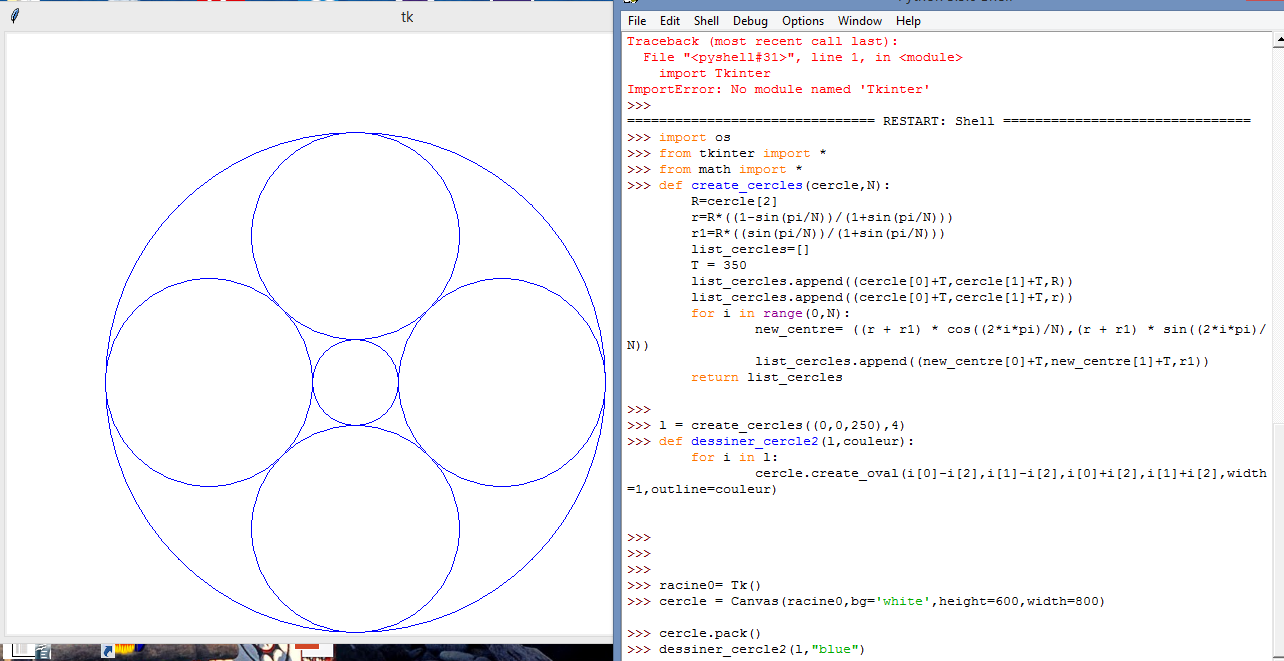 tk
File Edit Shell Debug Options Window Help
Traceback (most recent call last):
  File "<pyshell#31>", line 1, in <module>
    import Tkinter
ImportError: No module named 'Tkinter'
>>>
=============================== RESTART: Shell ===============================
>>> import os
>>> from tkinter import *
>>> from math import *
>>> def create_cercles(cercle,N):
        R=cercle[2]
        r=R*((1-sin(pi/N))/(1+sin(pi/N)))
        r1=R*((sin(pi/N))/(1+sin(pi/N)))
        list_cercles=[]
        T = 350
        list_cercles.append((cercle[0]+T,cercle[1]+T,R))
        list_cercles.append((cercle[0]+T,cercle[1]+T,r))
        for i in range(0,N):
                new_centre= ((r + r1) * cos((2*i*pi)/N),(r + r1) * sin((2*i*pi)/
N))
                list_cercles.append((new_centre[0]+T,new_centre[1]+T,r1))
        return list_cercles
>>>
>>> l = create_cercles((0,0,250),4)
>>> def dessiner_cercle2(l,couleur):
        for i in l:
                cercle.create_oval(i[0]-i[2],i[1]-i[2],i[0]+i[2],i[1]+i[2],width
=1,outline=couleur)
>>>
>>>
>>>
>>> racine0= Tk()
>>> cercle = Canvas(racine0,bg='white',height=600,width=800)
>>> cercle.pack()
>>> dessiner_cercle2(l,"blue")